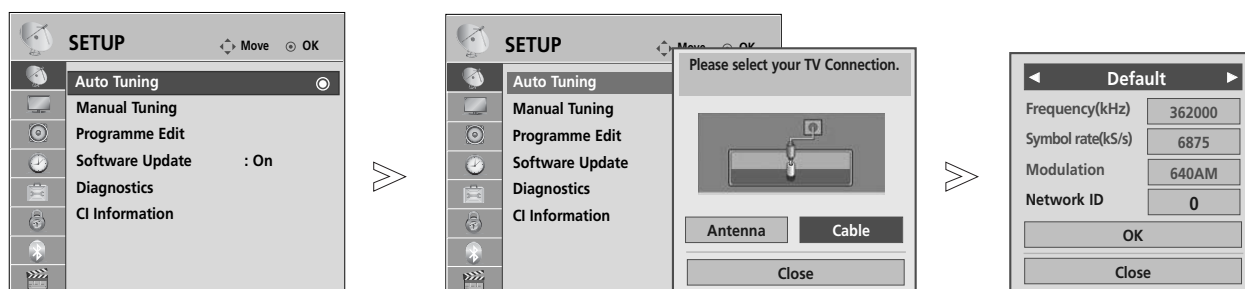 SETUP
Move
OK
Auto Tuning
Manual Tuning
Programme Edit
Software Update : On
Diagnostics
CI Information
SETUP
Move
OK
Auto Tuning
Manual Tuning
Programme Edit
Software Update
Diagnostics
CI Information
Please select your TV Connection.
Antenna
Cable
Close
Default
Frequency(kHz) 362000
Symbol rate(kS/s) 6875
Modulation 640AM
Network ID 0
OK
Close